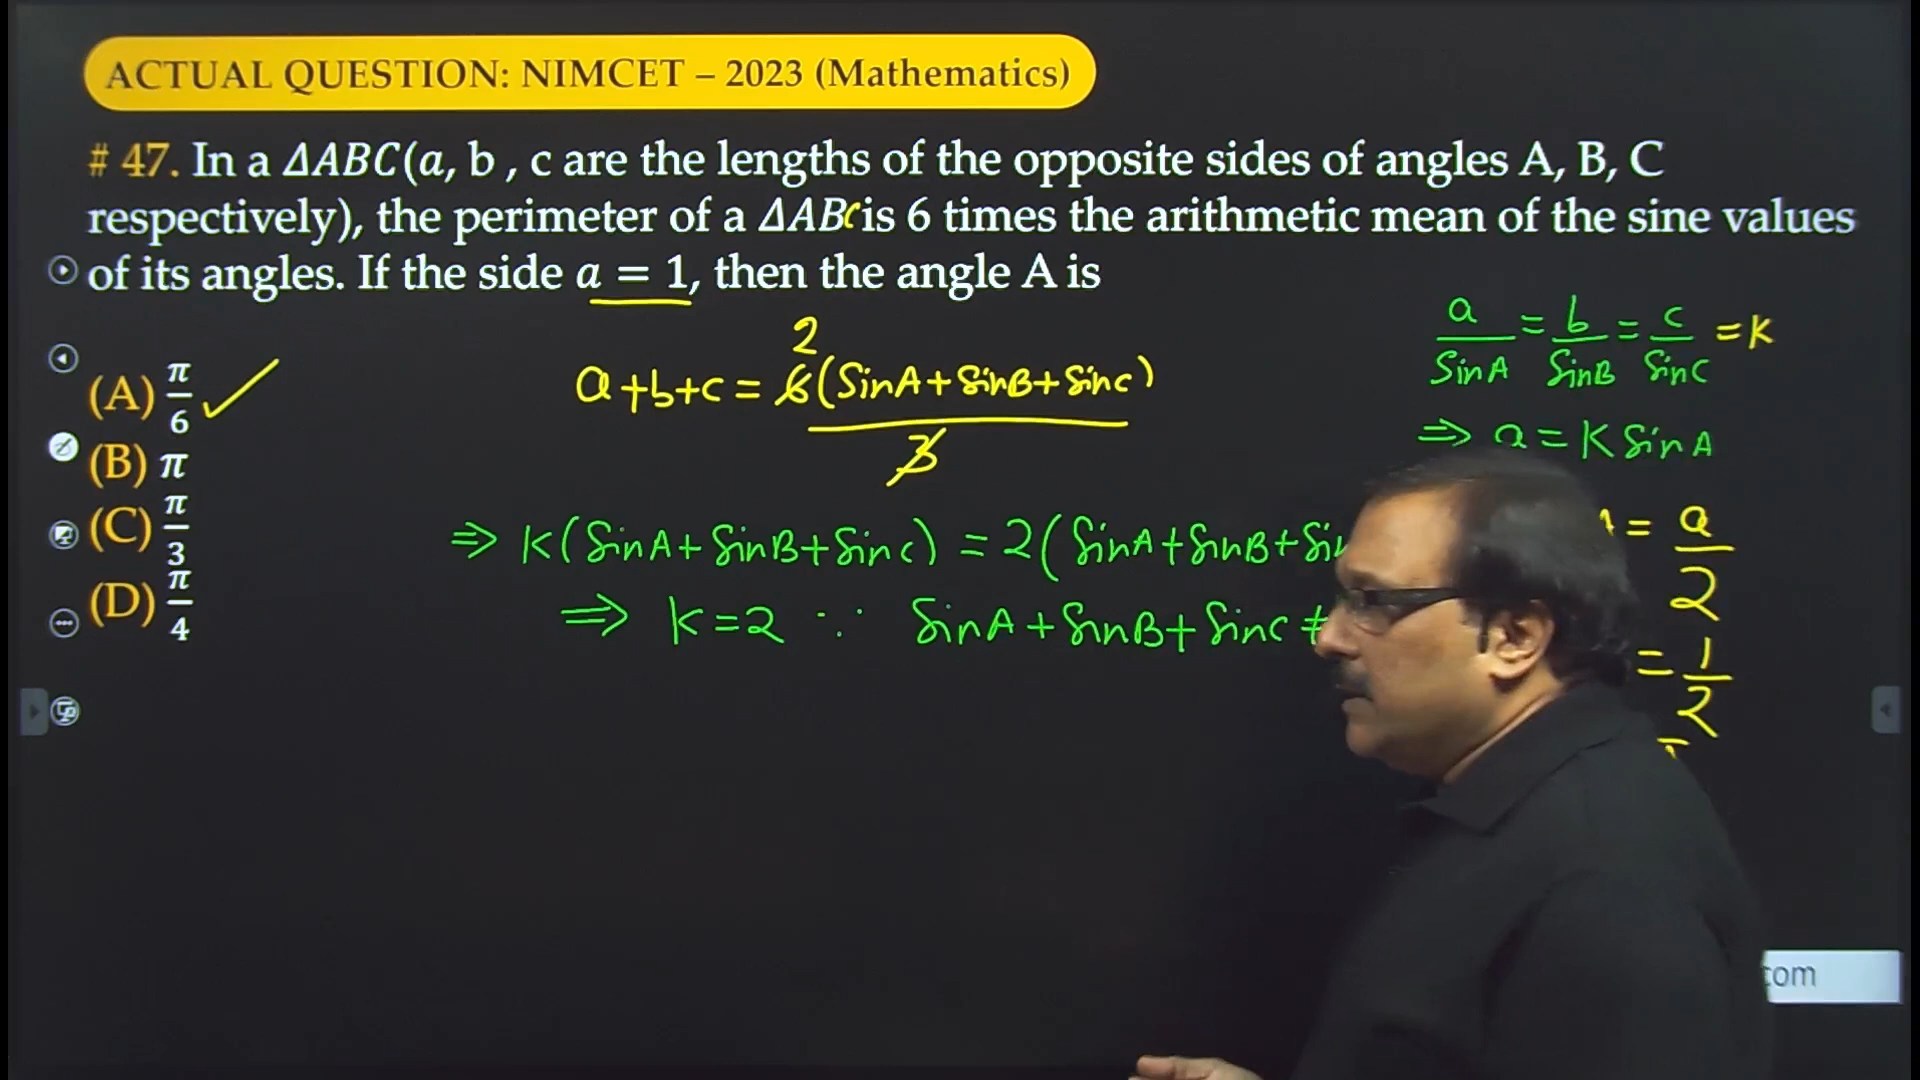 ACTUAL QUESTION: NIMCET – 2023 (Mathematics)
# 47. In a ΔABC(a, b , c are the lengths of the opposite sides of angles A, B, C
respectively), the perimeter of a ΔABC is 6 times the arithmetic mean of the sine values
of its angles. If the side a = 1, then the angle A is
(A) π/6 ✓
(B) π
(C) π/3
(D) π/4
2
a+b+c = 6(SinA+SinB+Sinc)
3
⇒ K(SinA+SinB+Sinc) = 2(SinA+SinB+Sin
⇒ K=2 ∵ SinA+SinB+Sinc ≠
a/SinA = b/SinB = c/SinC = K
⇒ a = K SinA
= a/2
= 1/2
com